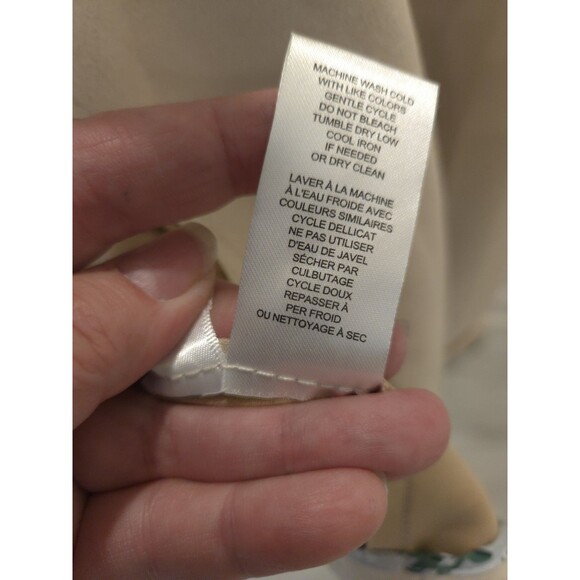 MACHINE WASH COLD
WITH LIKE COLORS
GENTLE CYCLE
DO NOT BLEACH
TUMBLE DRY LOW
COOL IRON
IF NEEDED
OR DRY CLEAN
LAVER À LA MACHINE
À L'EAU FROIDE AVEC
COULEURS SIMILAIRES
CYCLE DELLICAT
NE PAS UTILISER
D'EAU DE JAVEL
SÉCHER PAR
CULBUTAGE
CYCLE DOUX
REPASSER À
PER FROID
OU NETTOYAGE À SEC